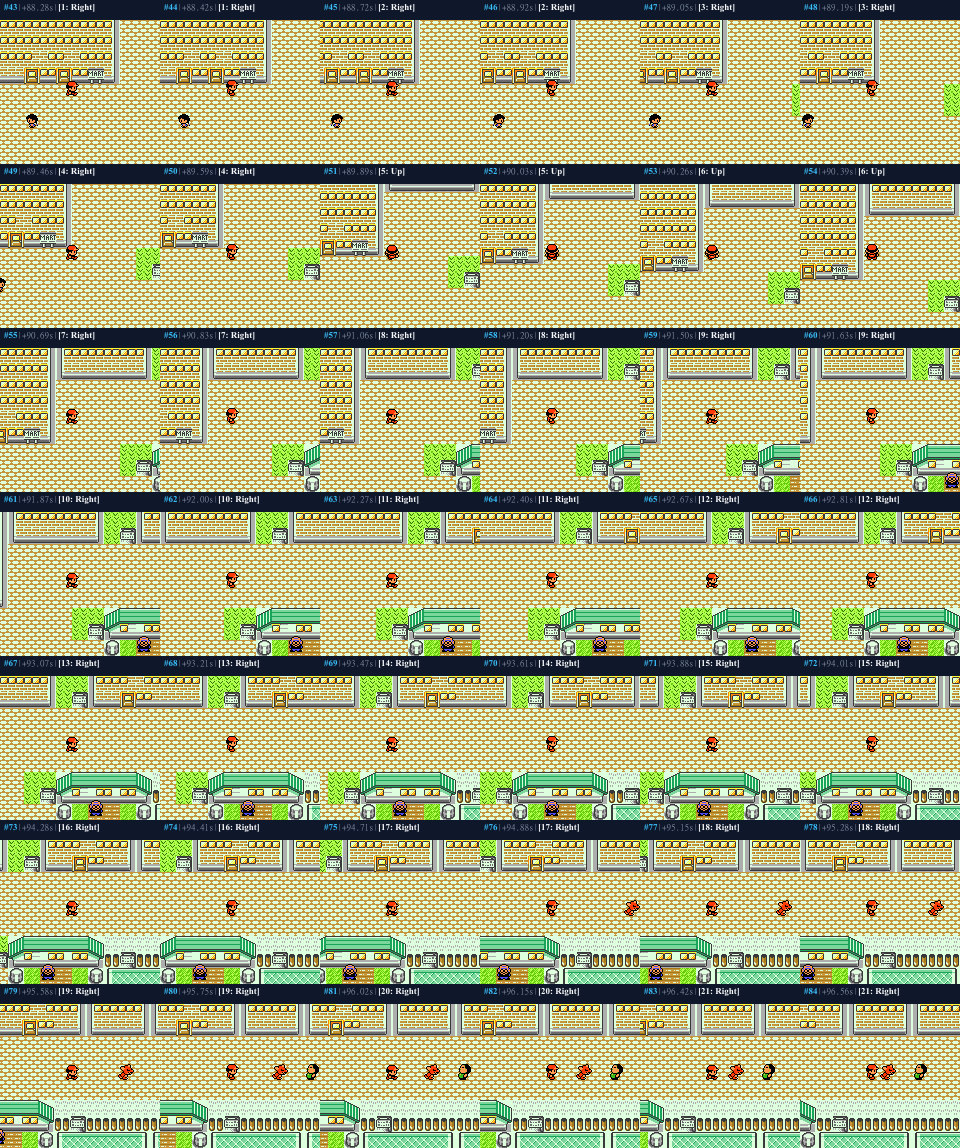 #43|+88.28s|[1: Right] #44|+88.42s|[1: Right] #45|+88.72s|[2: Right] #46|+88.92s|[2: Right] #47|+89.05s|[3: Right] #48|+89.19s|[3: Right]
MART MART MART MART MART MART
#49|+89.46s|[4: Right] #50|+89.59s|[4: Right] #51|+89.89s|[5: Up] #52|+90.03s|[5: Up] #53|+90.26s|[6: Up] #54|+90.39s|[6: Up]
MART MART MART MART MART MART
#55|+90.69s|[7: Right] #56|+90.83s|[7: Right] #57|+91.06s|[8: Right] #58|+91.20s|[8: Right] #59|+91.50s|[9: Right] #60|+91.63s|[9: Right]
MART MART MART MART RT
#61|+91.87s|[10: Right] #62|+92.00s|[10: Right] #63|+92.27s|[11: Right] #64|+92.40s|[11: Right] #65|+92.67s|[12: Right] #66|+92.81s|[12: Right]
#67|+93.07s|[13: Right] #68|+93.21s|[13: Right] #69|+93.47s|[14: Right] #70|+93.61s|[14: Right] #71|+93.88s|[15: Right] #72|+94.01s|[15: Right]
#73|+94.28s|[16: Right] #74|+94.41s|[16: Right] #75|+94.71s|[17: Right] #76|+94.88s|[17: Right] #77|+95.15s|[18: Right] #78|+95.28s|[18: Right]
#79|+95.58s|[19: Right] #80|+95.75s|[19: Right] #81|+96.02s|[20: Right] #82|+96.15s|[20: Right] #83|+96.42s|[21: Right] #84|+96.56s|[21: Right]